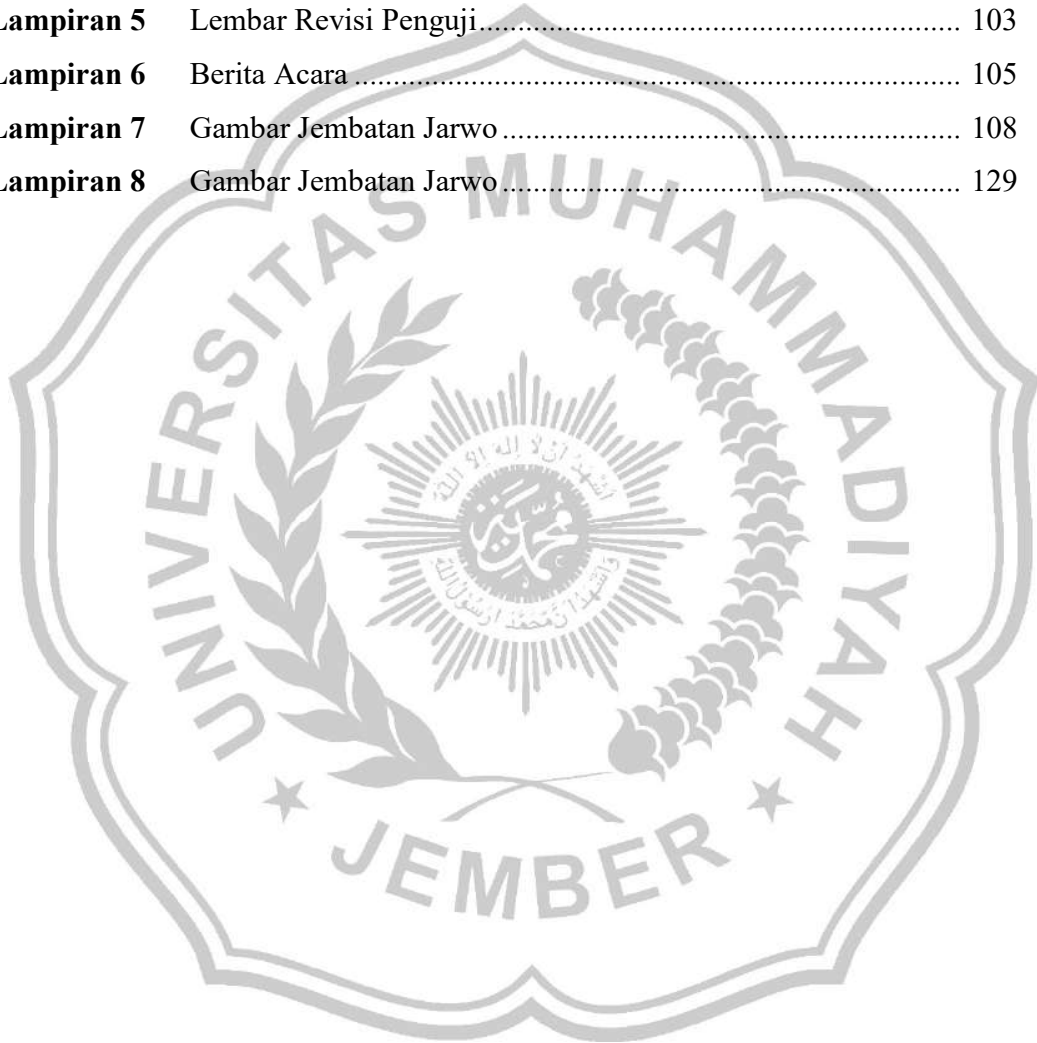 Lampiran 5 Lembar Revisi Penguji............................................................... 103
Lampiran 6 Berita Acara ................................................................................ 105
Lampiran 7 Gambar Jembatan Jarwo ............................................................ 108
Lampiran 8 Gambar Jembatan Jarwo ............................................................ 129
UNIVERSITAS MUHAMMADIYAH
JEMBER